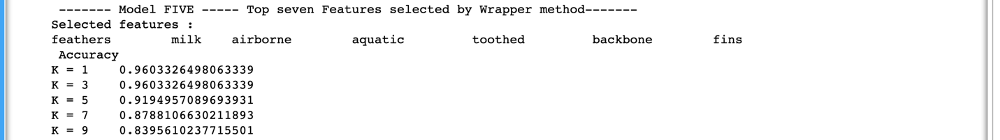 ------- Model FIVE ----- Top seven Features selected by Wrapper method-------
Selected features :
feathers milk airborne aquatic toothed backbone fins
Accuracy
K = 1 0.9603326498063339
K = 3 0.9603326498063339
K = 5 0.9194957089693931
K = 7 0.8788106630211893
K = 9 0.8395610237715501